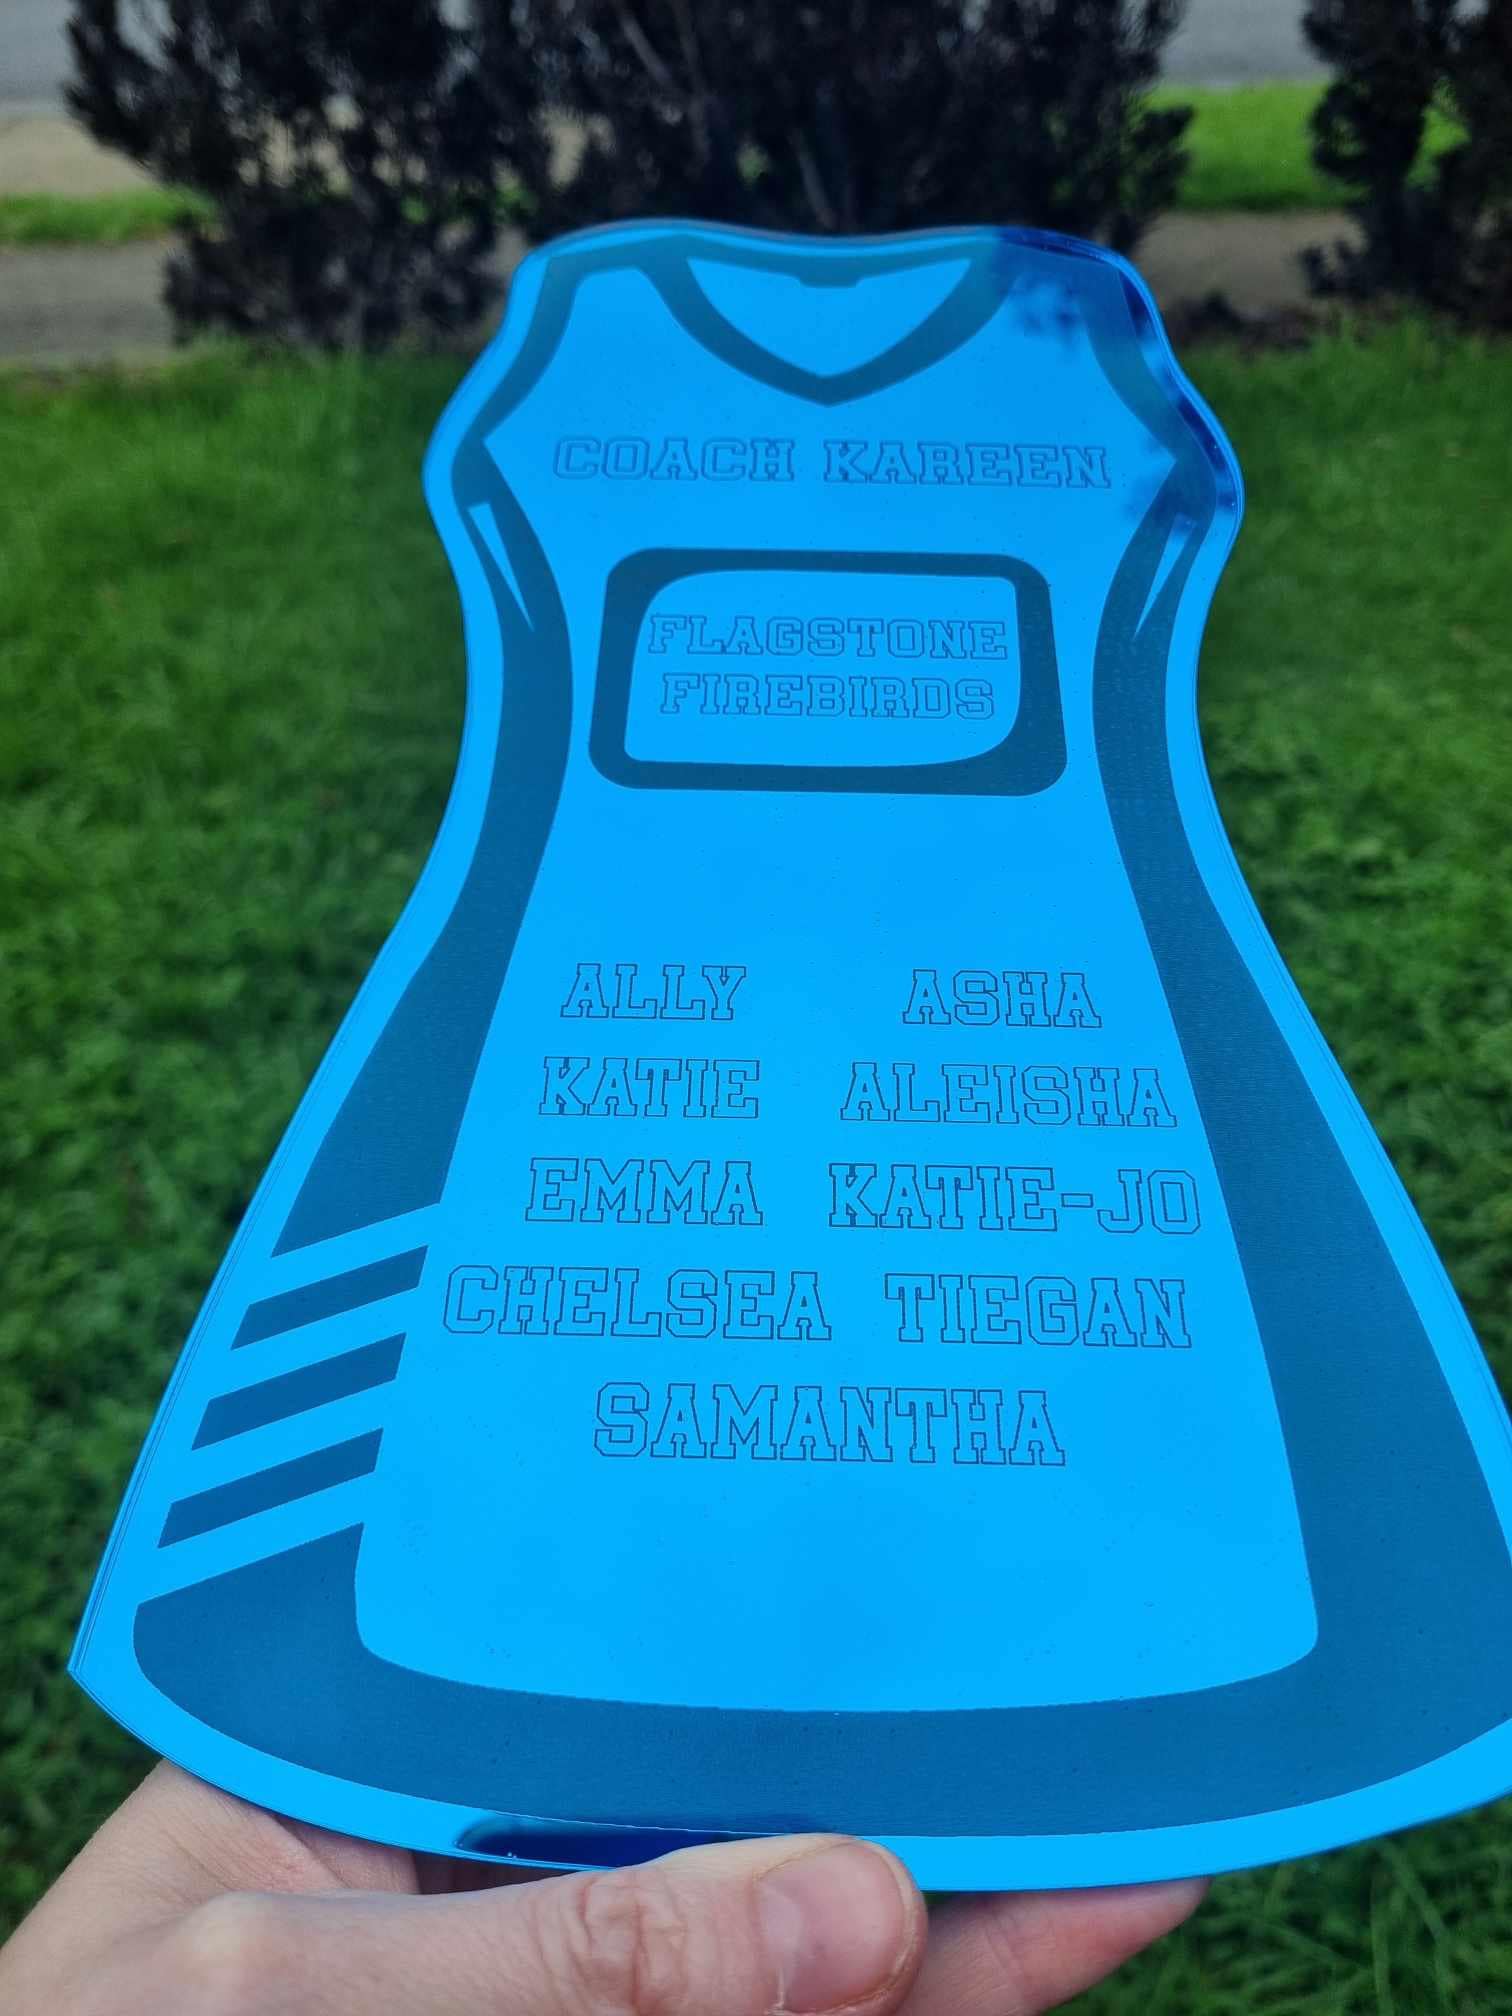 COACH KAREEN
FLAGSTONE
FIREBIRDS
ALLY ASHA
KATIE ALEISHA
EMMA KATIE-JO
CHELSEA TIEGAN
SAMANTHA